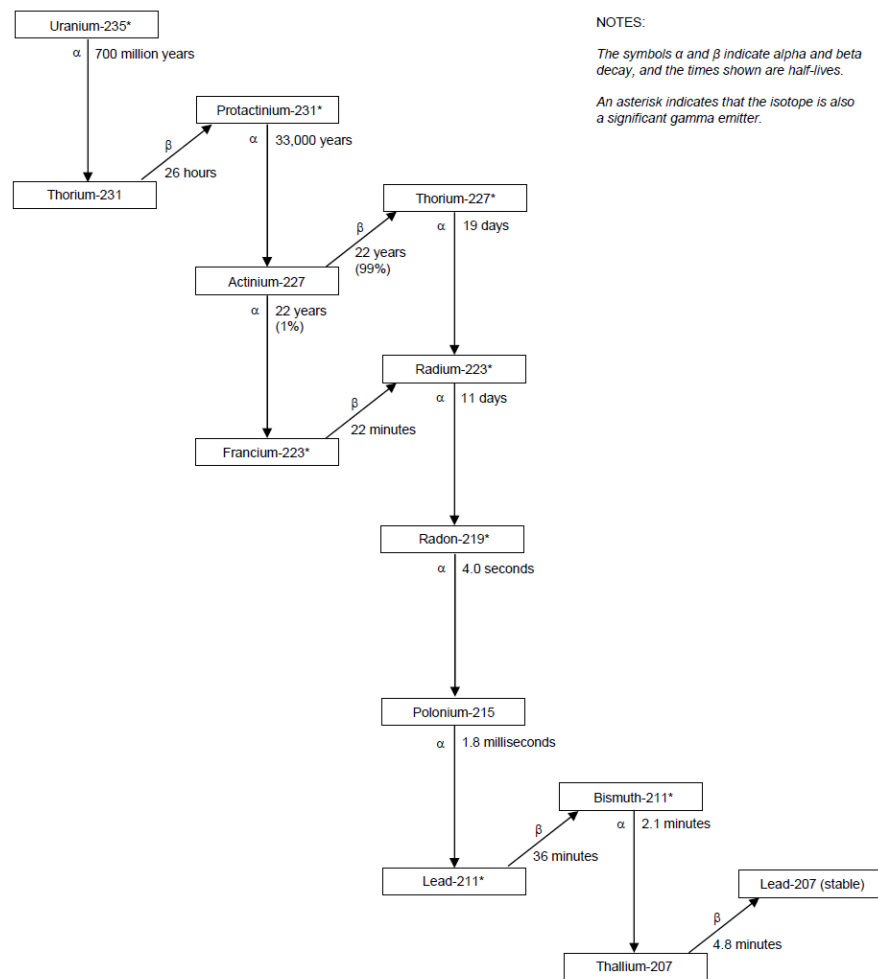 Uranium-235*
NOTES:
α 700 million years
The symbols α and β indicate alpha and beta
decay, and the times shown are half-lives.
An asterisk indicates that the isotope is also
a significant gamma emitter.
Protactinium-231*
β
α 33,000 years
26 hours
Thorium-231
Thorium-227*
β
α 19 days
22 years
(99%)
Actinium-227
α 22 years
(1%)
Radium-223*
β
α 11 days
22 minutes
Francium-223*
Radon-219*
α 4.0 seconds
Polonium-215
α 1.8 milliseconds
Bismuth-211*
β
α 2.1 minutes
36 minutes
Lead-211*
Lead-207 (stable)
β
4.8 minutes
Thallium-207